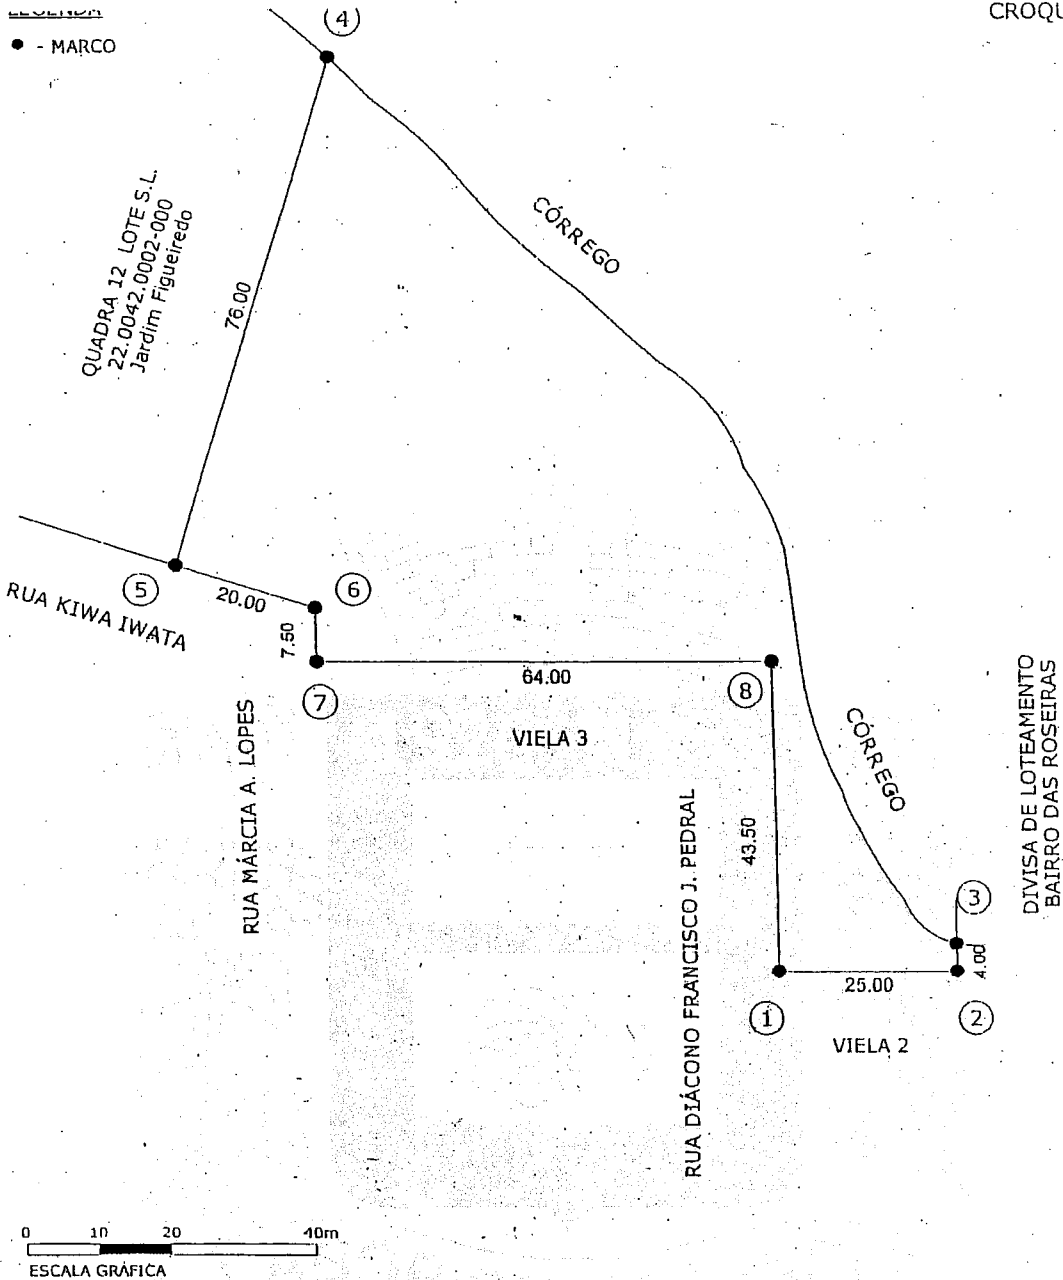 CROQU
4
- MARCO
CÓRREGO
QUADRA 12 LOTE S.L.
22.0042.0002-000
Jardim Figueiredo
76.00
5
6
20.00
RUA KIWA IWATA
7.50
7
64.00
8
VIELA 3
RUA MÁRCIA A. LOPES
CÓRREGO
DIVISA DE LOTEAMENTO
BAIRRO DAS ROSEIRAS
43.50
RUA DIÁCONO FRANCISCO J. PEDRAL
3
4.00
25.00
1
2
VIELA 2
0 10 20 40m
ESCALA GRÁFICA